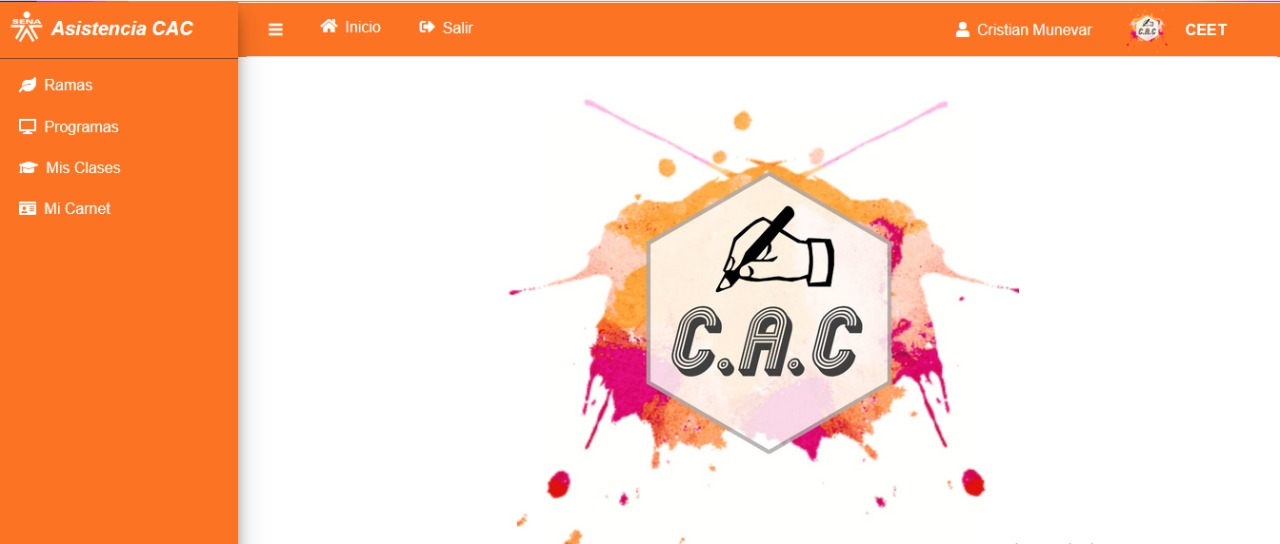 SENA
Asistencia CAC
Inicio
Salir
Cristian Munevar
C.A.C
CEET
Ramas
Programas
Mis Clases
Mi Carnet
C.A.C